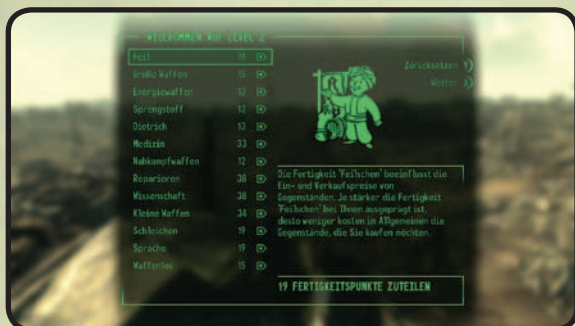 WILLKOMMEN AUF LEVEL 2
Feil 19
Große Waffen 15
Energiewaffen 13
Sprengstoff 13
Dietrich 13
Medizin 33
Nahkampfwaffen 12
Reparieren 38
Wissenschaft 38
Kleine Waffen 34
Schleichen 19
Sprache 19
Waffenlos 15
Zurücksetzen Y)
Weiter X)
Die Fertigkeit 'Feilschen' beeinflusst die
Ein- und Verkaufspreise von
Gegenständen. Je stärker die Fertigkeit
'Feilschen' bei Ihnen ausgeprägt ist,
desto weniger kosten im Allgemeinen die
Gegenstände, die Sie kaufen möchten.
19 FERTIGKEITSPUNKTE ZUTEILEN